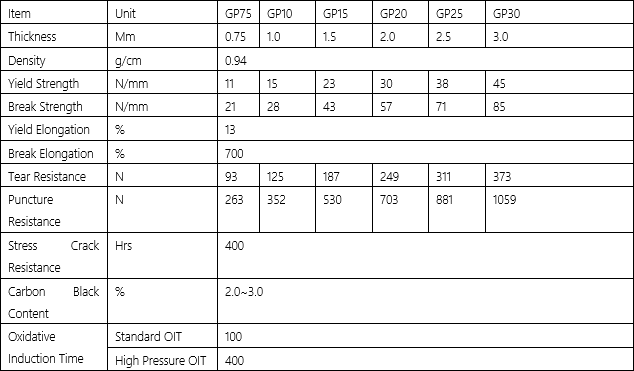 Item Unit GP75 GP10 GP15 GP20 GP25 GP30
Thickness Mm 0.75 1.0 1.5 2.0 2.5 3.0
Density g/cm 0.94
Yield Strength N/mm 11 15 23 30 38 45
Break Strength N/mm 21 28 43 57 71 85
Yield Elongation % 13
Break Elongation % 700
Tear Resistance N 93 125 187 249 311 373
Puncture N 263 352 530 703 881 1059
Resistance
Stress Crack Hrs 400
Resistance
Carbon Black % 2.0~3.0
Content
Oxidative Standard OIT 100
Induction Time High Pressure OIT 400